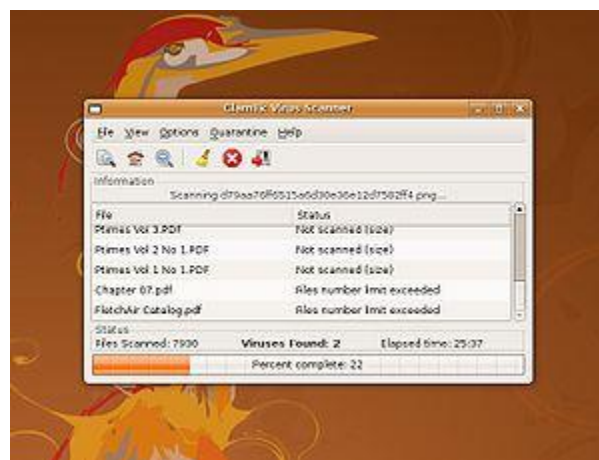 ClamTk Virus Scanner
File View Options Quarantine Help
Information
Scanning d79aa76ff6515a6d30e36e12d7502ff4.png...
File Status
Ptimes Vol 3.PDF Not scanned (size)
Ptimes Vol 2 No 1.PDF Not scanned (size)
Ptimes Vol 1 No 1.PDF Not scanned (size)
Chapter 07.pdf Files number limit exceeded
FletchAir Catalog.pdf Files number limit exceeded
Status
Files Scanned: 7930 Viruses Found: 2 Elapsed time: 25:37
Percent complete: 22